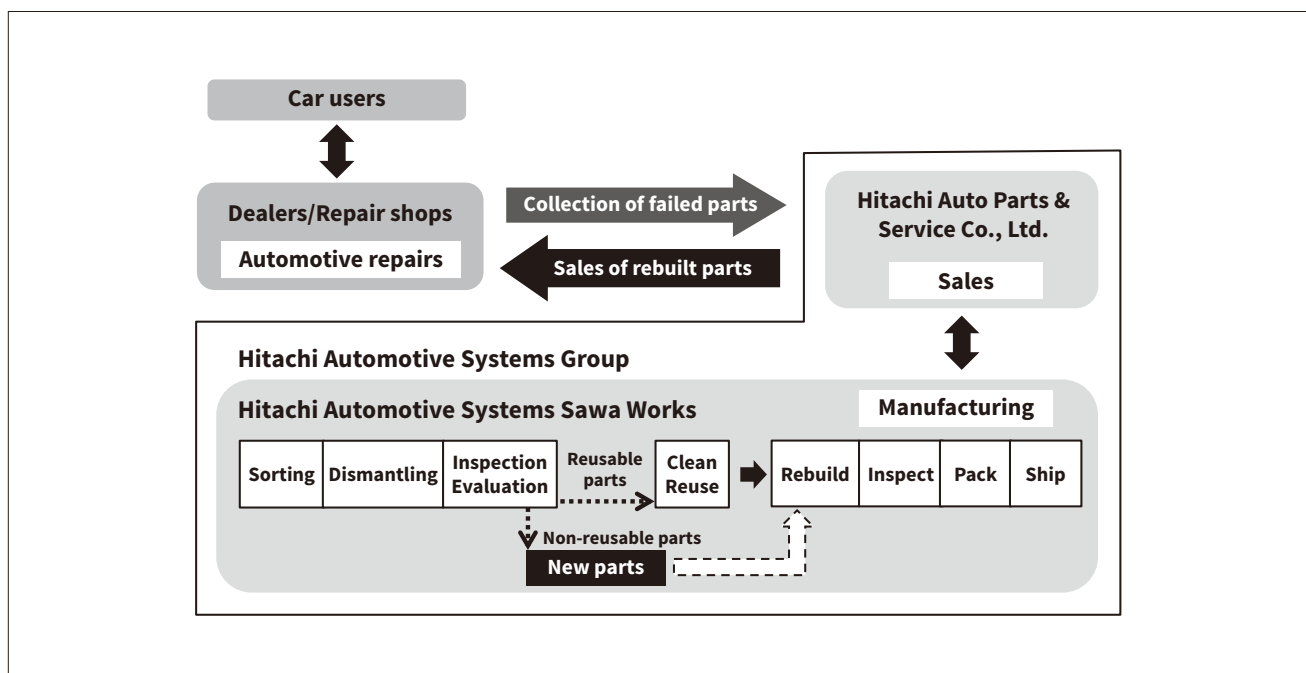 Car users
Dealers/Repair shops
Automotive repairs
Collection of failed parts
Sales of rebuilt parts
Hitachi Auto Parts &
Service Co., Ltd.
Sales
Hitachi Automotive Systems Group
Hitachi Automotive Systems Sawa Works
Manufacturing
Sorting
Dismantling
Inspection
Evaluation
Reusable
parts
Clean
Reuse
Rebuild
Inspect
Pack
Ship
Non-reusable parts
New parts